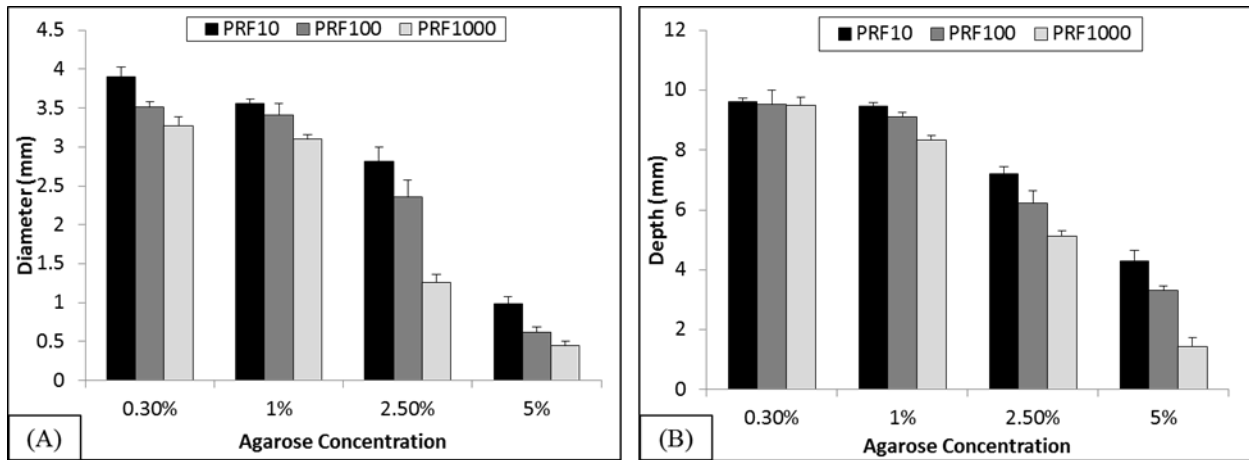 PRF10 PRF100 PRF1000
4.5
4
3.5
3
2.5
2
1.5
1
0.5
0
Diameter (mm)
0.30% 1% 2.50% 5%
Agarose Concentration
(A)
PRF10 PRF100 PRF1000
12
10
8
6
4
2
0
Depth (mm)
0.30% 1% 2.50% 5%
Agarose Concentration
(B)